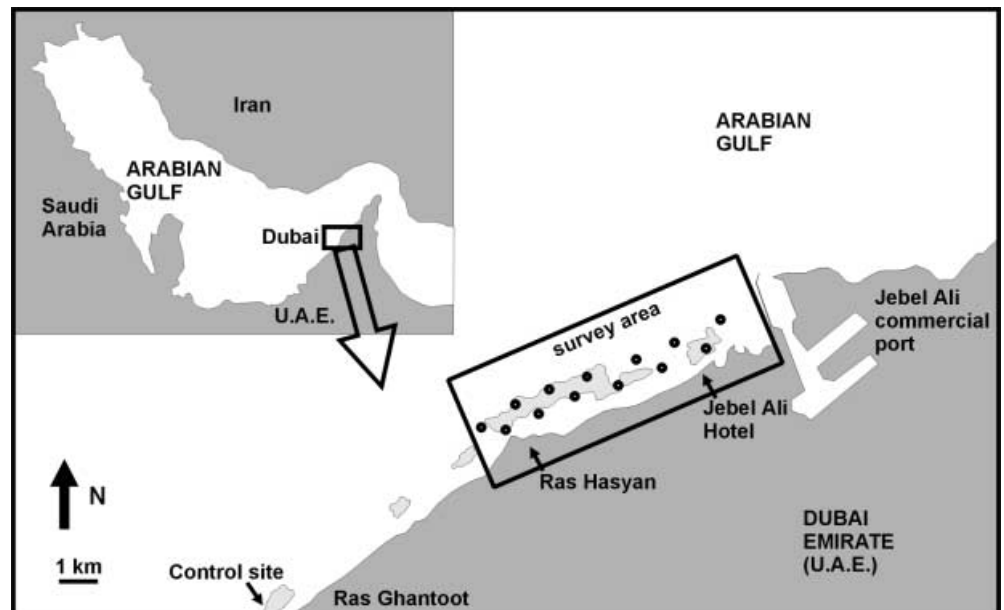 Iran
ARABIAN
GULF
Saudi
Arabia
Dubai
U.A.E.
ARABIAN
GULF
survey area
Jebel Ali
commercial
port
Jebel Ali
Hotel
Ras Hasyan
N
1 km
Control site
Ras Ghantoot
DUBAI
EMIRATE
(U.A.E.)